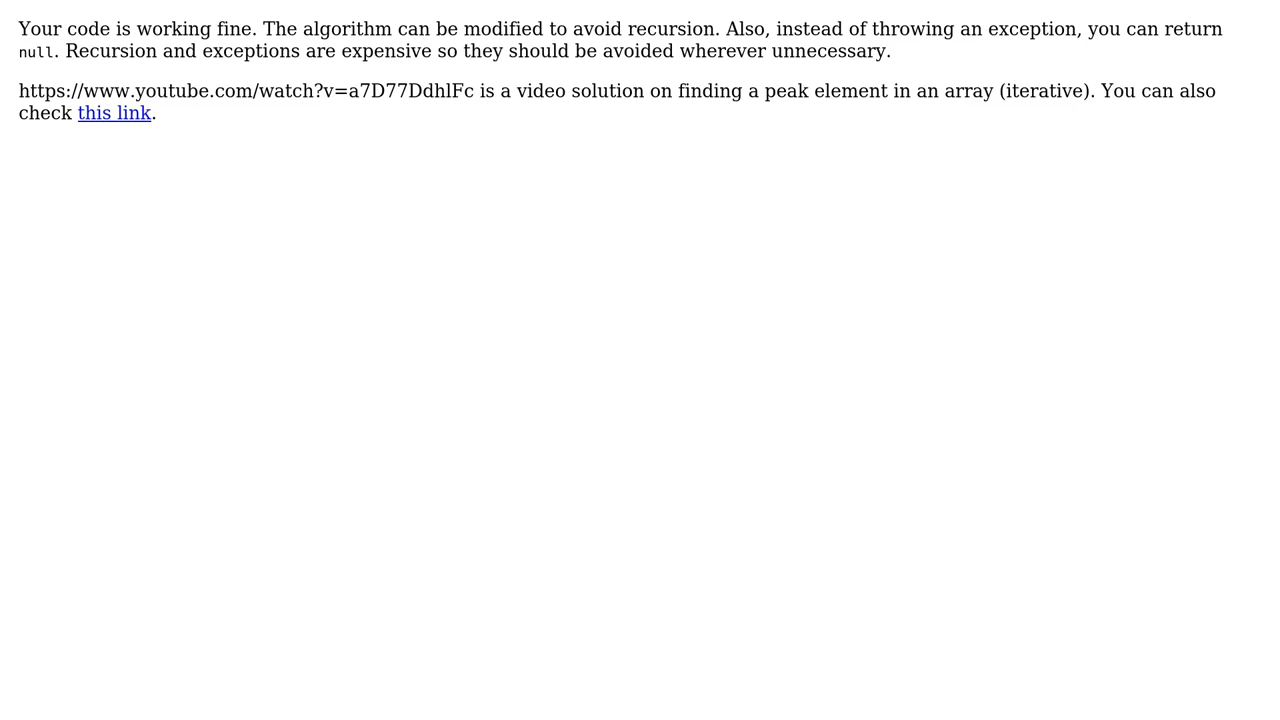 Your code is working fine. The algorithm can be modified to avoid recursion. Also, instead of throwing an exception, you can return
null. Recursion and exceptions are expensive so they should be avoided wherever unnecessary.
https://www.youtube.com/watch?v=a7D77DdhlFc is a video solution on finding a peak element in an array (iterative). You can also
check this link.